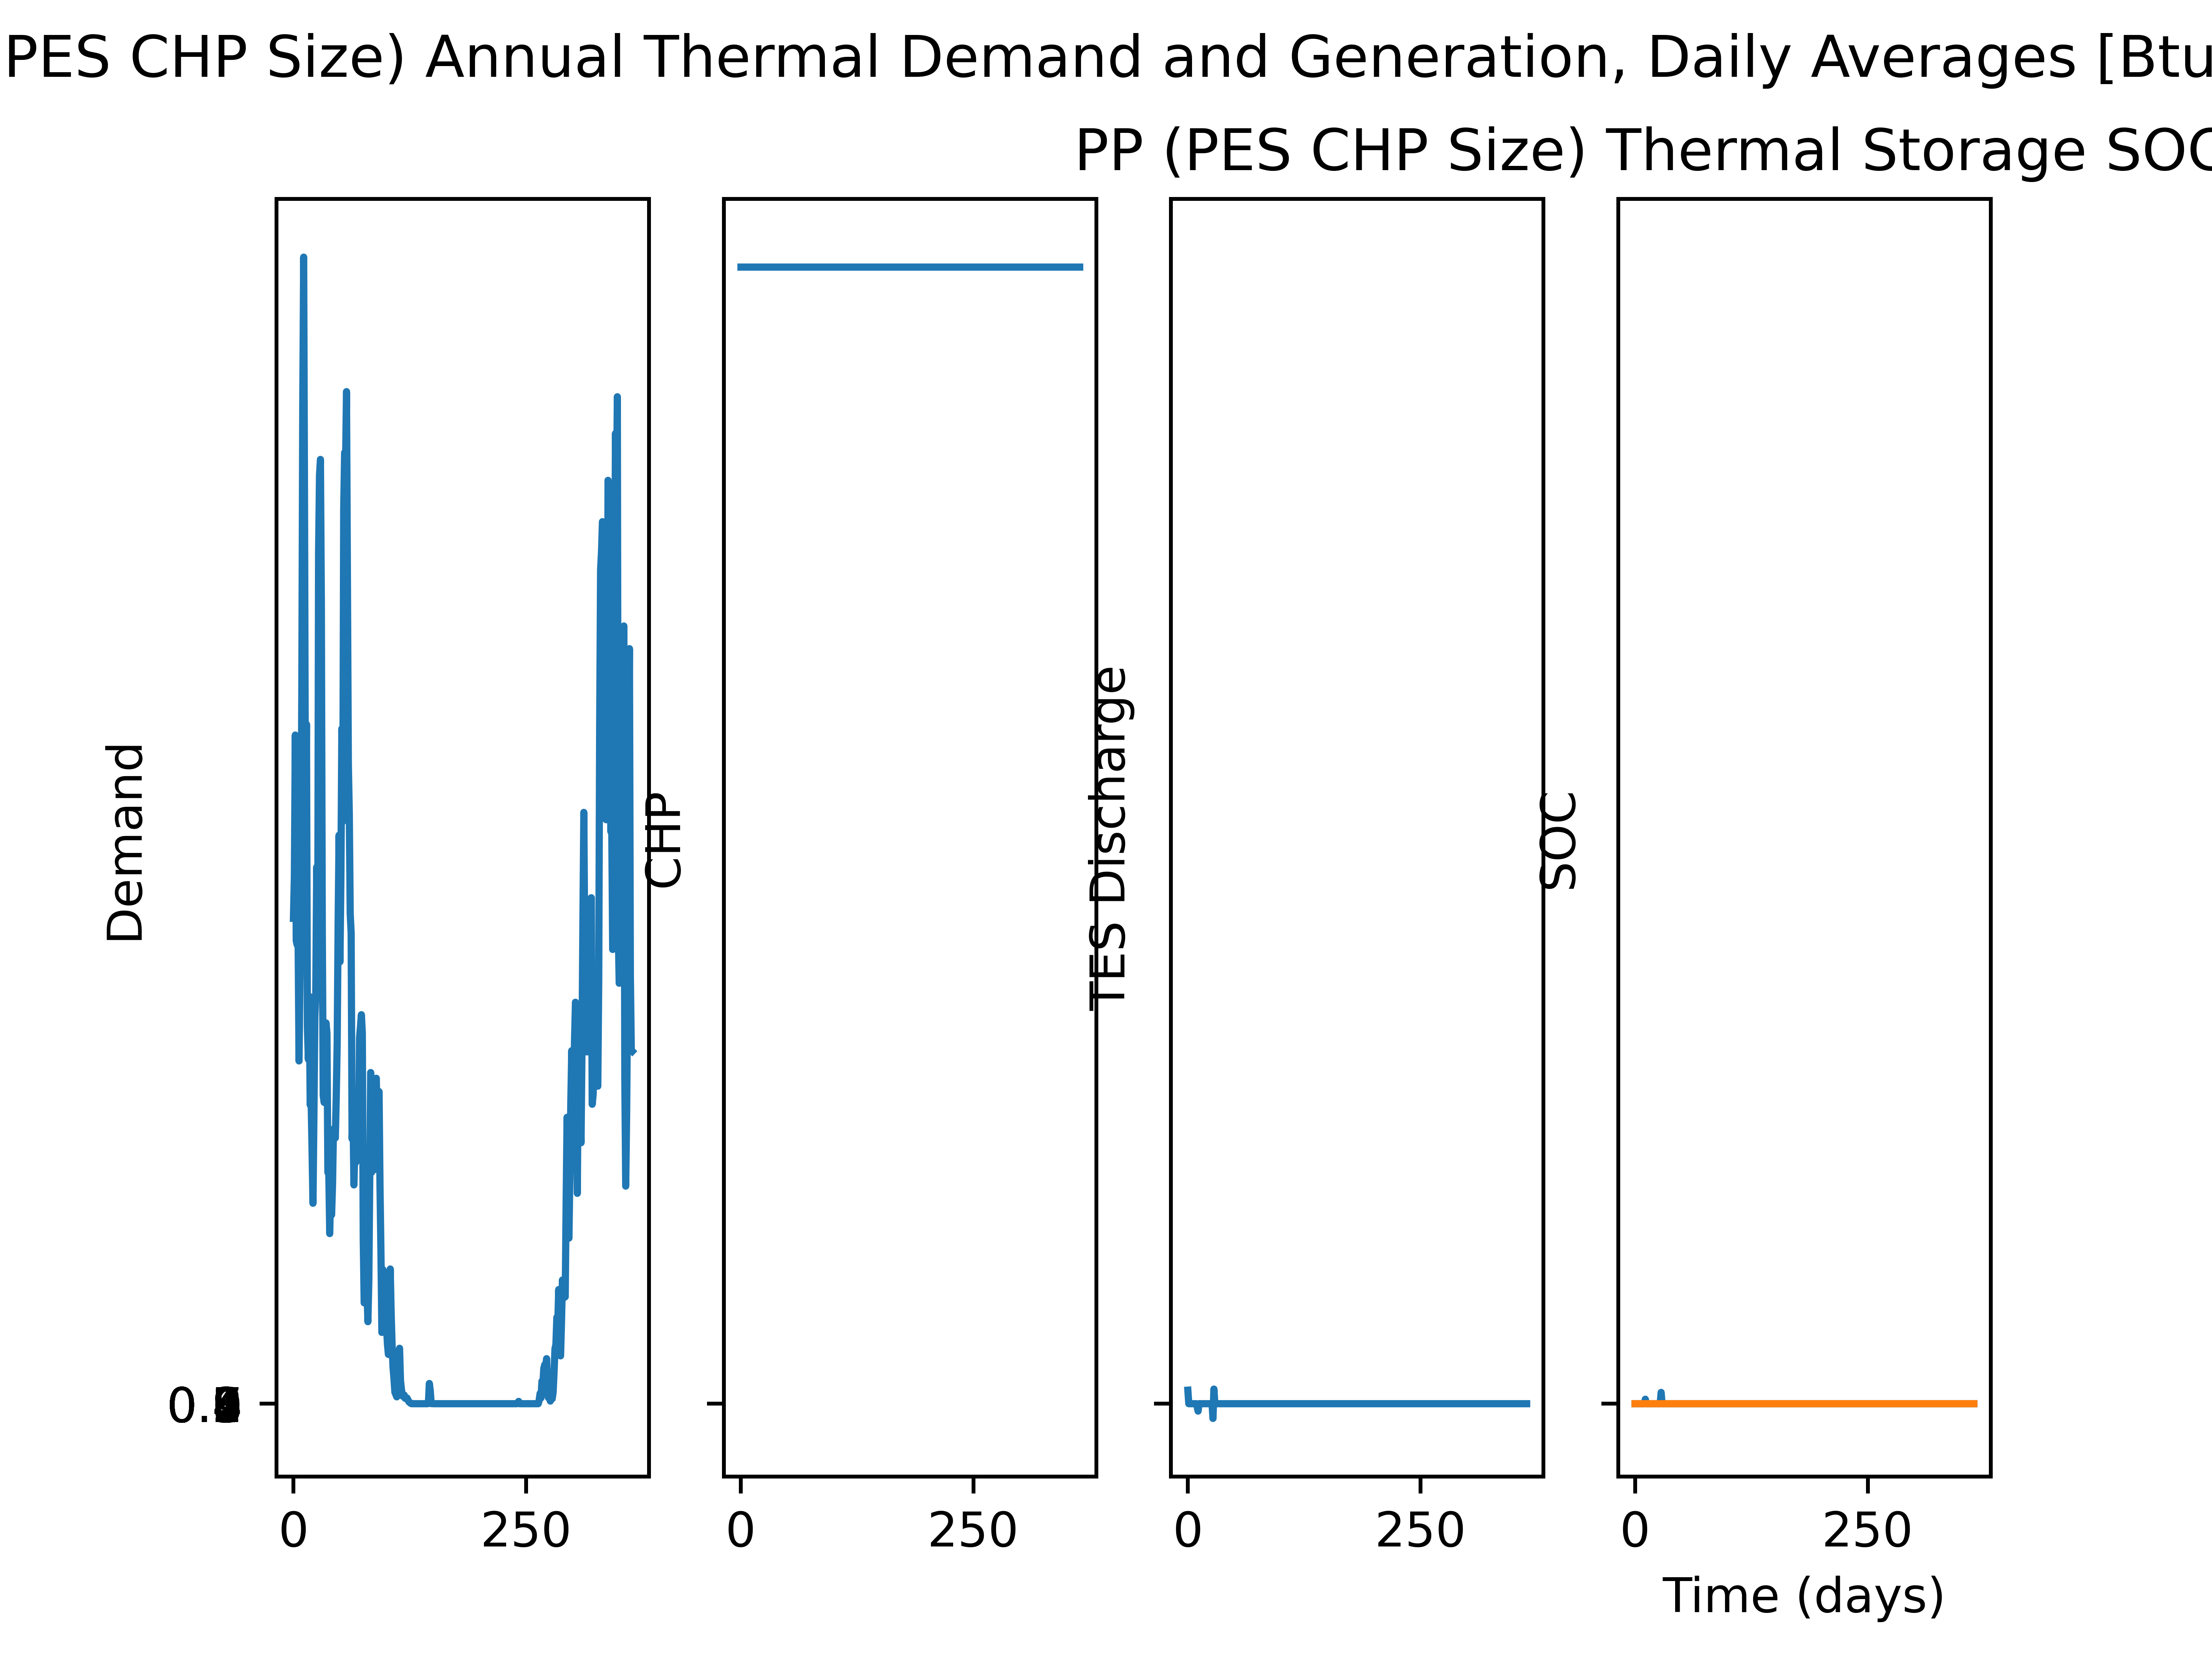 PES CHP Size) Annual Thermal Demand and Generation, Daily Averages [Btu
PP (PES CHP Size) Thermal Storage SOC
Demand
CHP
TES Discharge
SOC
0 250 0 250 0 250 0 250
Time (days)